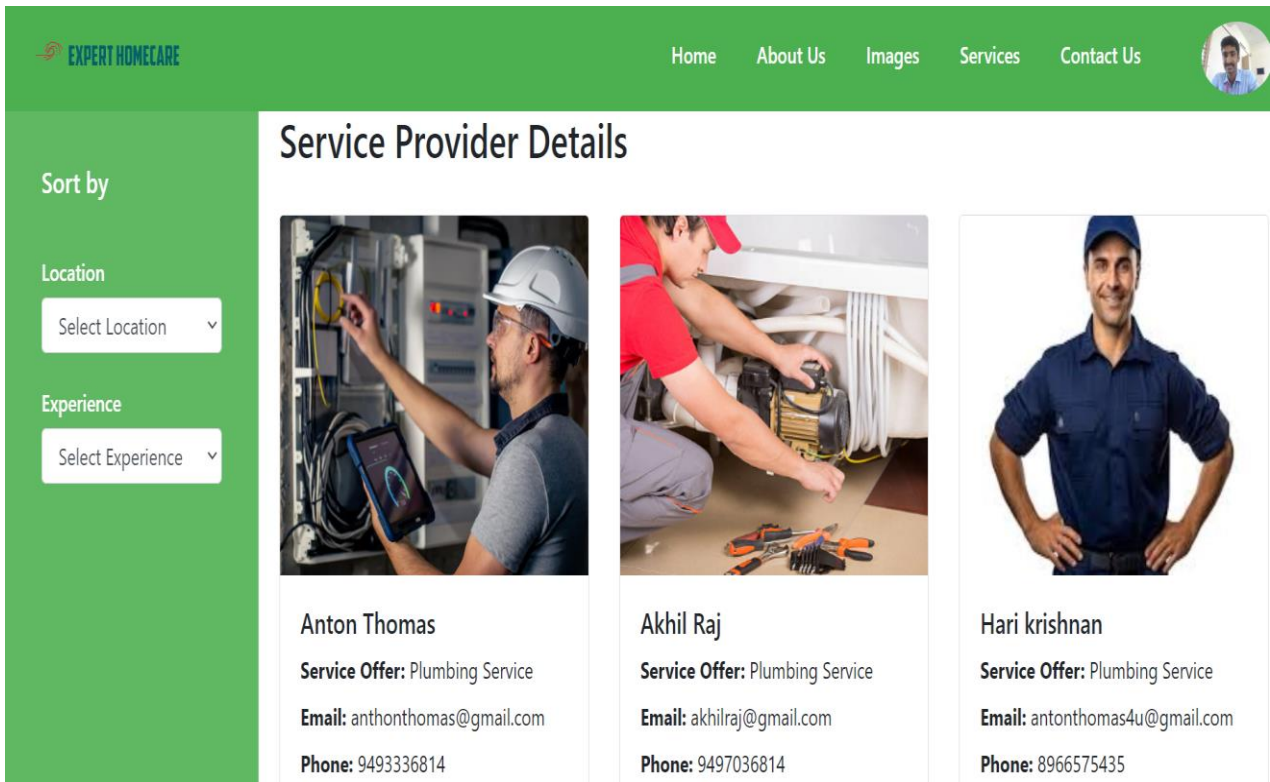 EXPERT HOMECARE
Home About Us Images Services Contact Us
Service Provider Details
Sort by
Location
Select Location
Experience
Select Experience
Anton Thomas
Service Offer: Plumbing Service
Email: anthonthomas@gmail.com
Phone: 9493336814
Akhil Raj
Service Offer: Plumbing Service
Email: akhilraj@gmail.com
Phone: 9497036814
Hari krishnan
Service Offer: Plumbing Service
Email: antonthomas4u@gmail.com
Phone: 8966575435